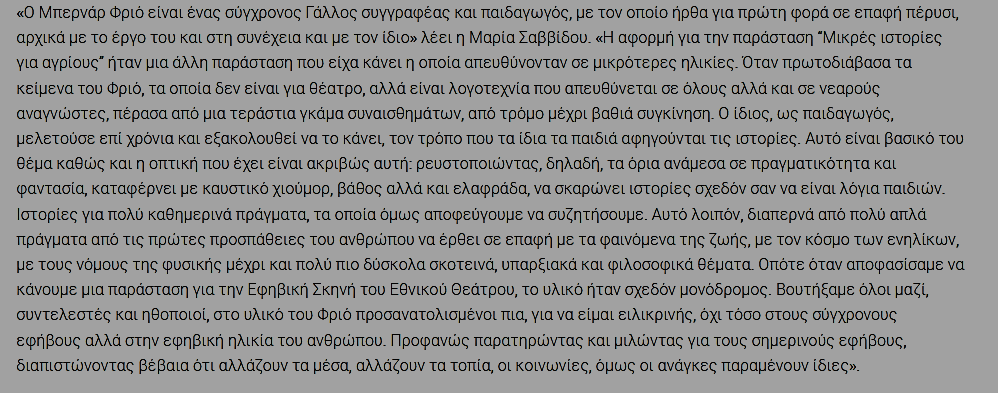 «Ο Μπερνάρ Φριό είναι ένας σύγχρονος Γάλλος συγγραφέας και παιδαγωγός, με τον οποίο ήρθα για πρώτη φορά σε επαφή πέρυσι,
αρχικά με το έργο του και στη συνέχεια και με τον ίδιο» λέει η Μαρία Σαββίδου. «Η αφορμή για την παράσταση “Μικρές ιστορίες
για αγρίους” ήταν μια άλλη παράσταση που είχα κάνει η οποία απευθύνονταν σε μικρότερες ηλικίες. Όταν πρωτοδιάβασα τα
κείμενα του Φριό, τα οποία δεν είναι για θέατρο, αλλά είναι λογοτεχνία που απευθύνεται σε όλους αλλά και σε νεαρούς
αναγνώστες, πέρασα από μια τεράστια γκάμα συναισθημάτων, από τρόμο μέχρι βαθιά συγκίνηση. Ο ίδιος, ως παιδαγωγός,
μελετούσε επί χρόνια και εξακολουθεί να το κάνει, τον τρόπο που τα ίδια τα παιδιά αφηγούνται τις ιστορίες. Αυτό είναι βασικό του
θέμα καθώς και η οπτική που έχει είναι ακριβώς αυτή: ρευστοποιώντας, δηλαδή, τα όρια ανάμεσα σε πραγματικότητα και
φαντασία, καταφέρνει με καυστικό χιούμορ, βάθος αλλά και ελαφράδα, να σκαρώνει ιστορίες σχεδόν σαν να είναι λόγια παιδιών.
Ιστορίες για πολύ καθημερινά πράγματα, τα οποία όμως αποφεύγουμε να συζητήσουμε. Αυτό λοιπόν, διαπερνά από πολύ απλά
πράγματα από τις πρώτες προσπάθειες του ανθρώπου να έρθει σε επαφή με τα φαινόμενα της ζωής, με τον κόσμο των ενηλίκων,
με τους νόμους της φυσικής μέχρι και πολύ πιο δύσκολα σκοτεινά, υπαρξιακά και φιλοσοφικά θέματα. Οπότε όταν αποφασίσαμε να
κάνουμε μια παράσταση για την Εφηβική Σκηνή του Εθνικού Θεάτρου, το υλικό ήταν σχεδόν μονόδρομος. Βουτήξαμε όλοι μαζί,
συντελεστές και ηθοποιοί, στο υλικό του Φριό προσανατολισμένοι πια, για να είμαι ειλικρινής, όχι τόσο στους σύγχρονους
εφήβους αλλά στην εφηβική ηλικία του ανθρώπου. Προφανώς παρατηρώντας και μιλώντας για τους σημερινούς εφήβους,
διαπιστώνοντας βέβαια ότι αλλάζουν τα μέσα, αλλάζουν τα τοπία, οι κοινωνίες, όμως οι ανάγκες παραμένουν ίδιες».